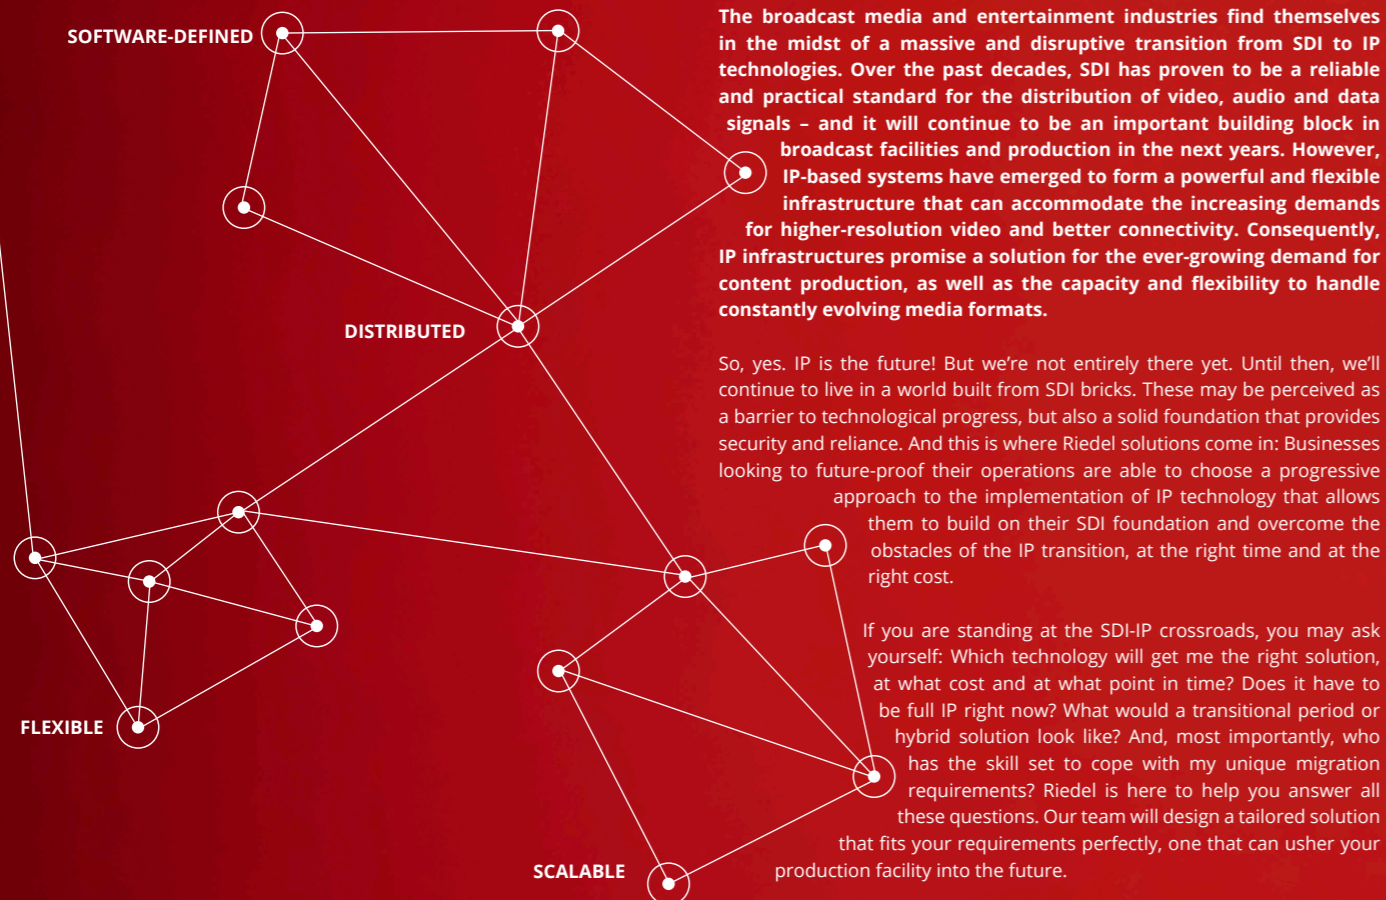 SOFTWARE-DEFINED
DISTRIBUTED
FLEXIBLE
SCALABLE
The broadcast media and entertainment industries find themselves
in the midst of a massive and disruptive transition from SDI to IP
technologies. Over the past decades, SDI has proven to be a reliable
and practical standard for the distribution of video, audio and data
signals – and it will continue to be an important building block in
broadcast facilities and production in the next years. However,
IP-based systems have emerged to form a powerful and flexible
infrastructure that can accommodate the increasing demands
for higher-resolution video and better connectivity. Consequently,
IP infrastructures promise a solution for the ever-growing demand for
content production, as well as the capacity and flexibility to handle
constantly evolving media formats.
So, yes. IP is the future! But we’re not entirely there yet. Until then, we’ll
continue to live in a world built from SDI bricks. These may be perceived as
a barrier to technological progress, but also a solid foundation that provides
security and reliance. And this is where Riedel solutions come in: Businesses
looking to future-proof their operations are able to choose a progressive
approach to the implementation of IP technology that allows
them to build on their SDI foundation and overcome the
obstacles of the IP transition, at the right time and at the
right cost.
If you are standing at the SDI-IP crossroads, you may ask
yourself: Which technology will get me the right solution,
at what cost and at what point in time? Does it have to
be full IP right now? What would a transitional period or
hybrid solution look like? And, most importantly, who
has the skill set to cope with my unique migration
requirements? Riedel is here to help you answer all
these questions. Our team will design a tailored solution
that fits your requirements perfectly, one that can usher your
production facility into the future.